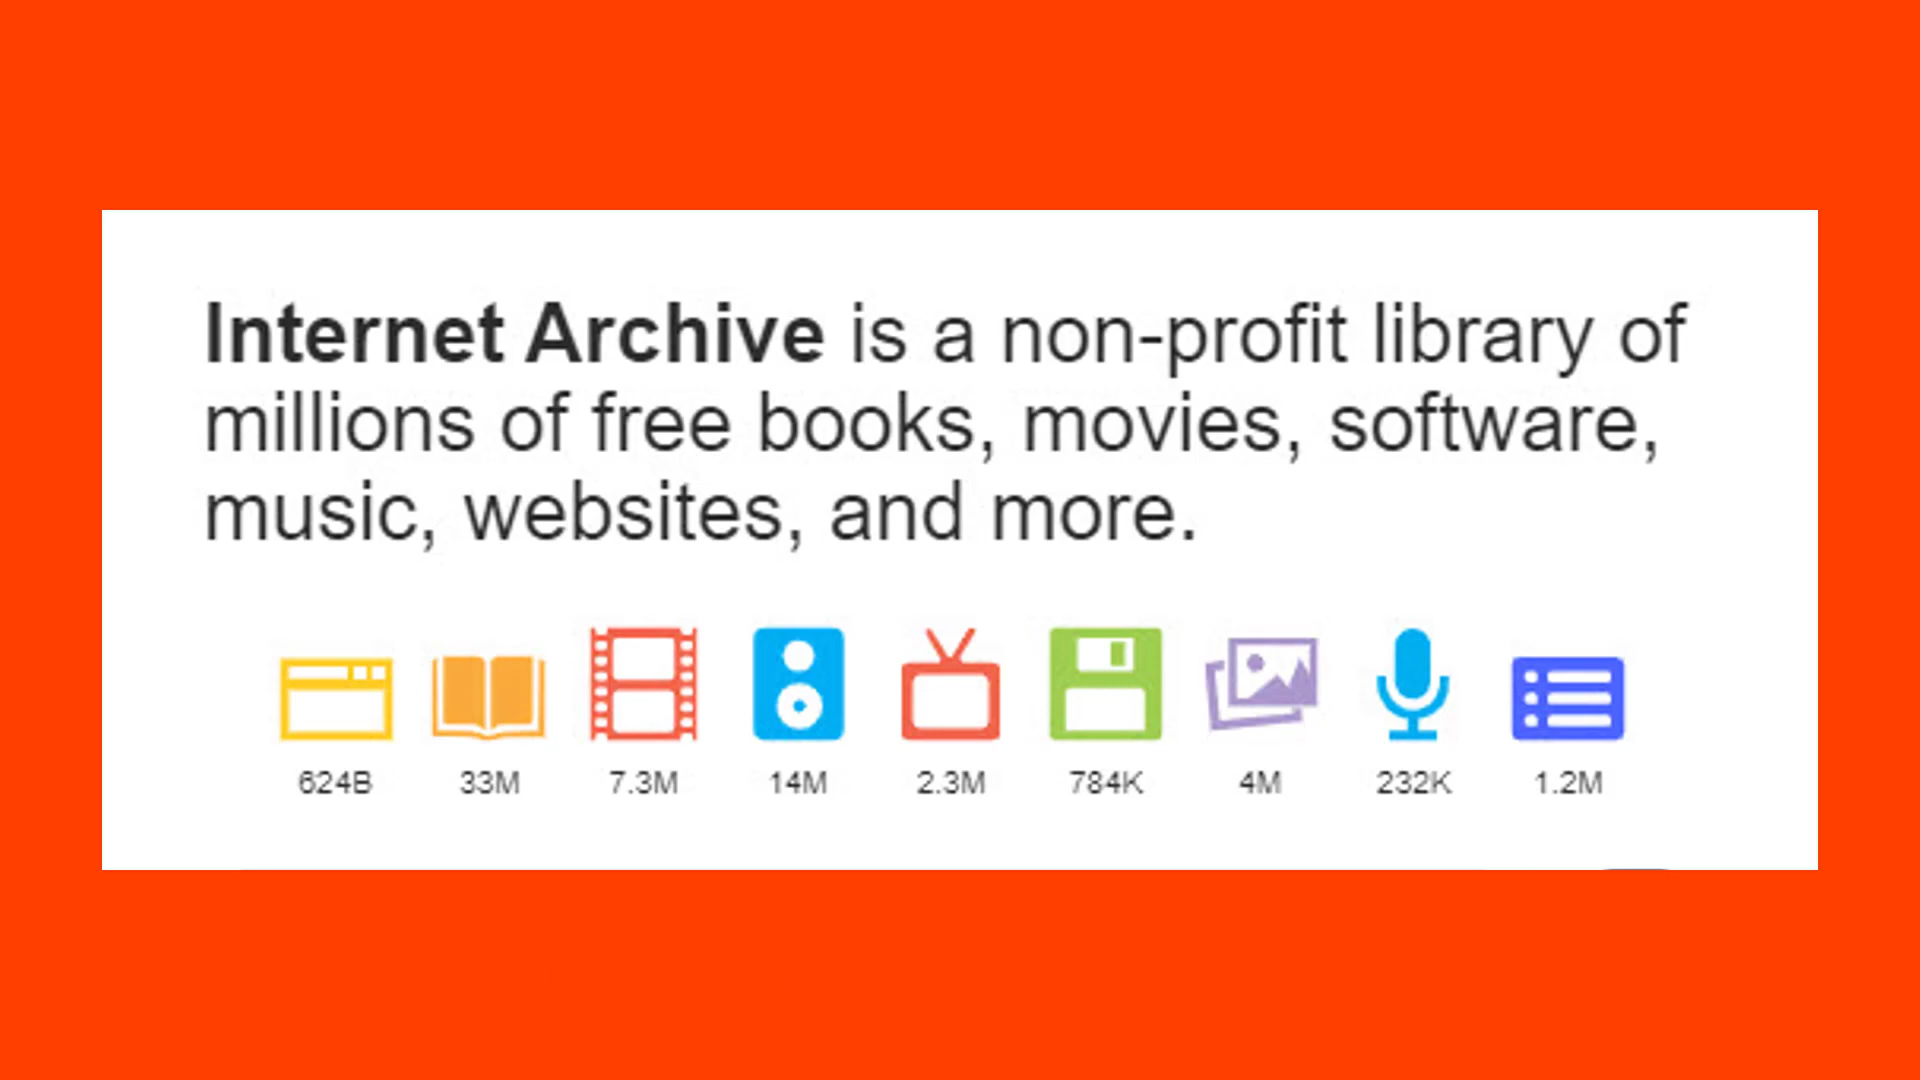 Internet Archive is a non-profit library of
millions of free books, movies, software,
music, websites, and more.
624B 33M 7.3M 14M 2.3M 784K 4M 232K 1.2M